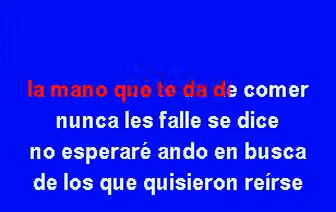 la mano que te da de comer
nunca les falle se dice
no esperaré ando en busca
de los que quisieron reírse